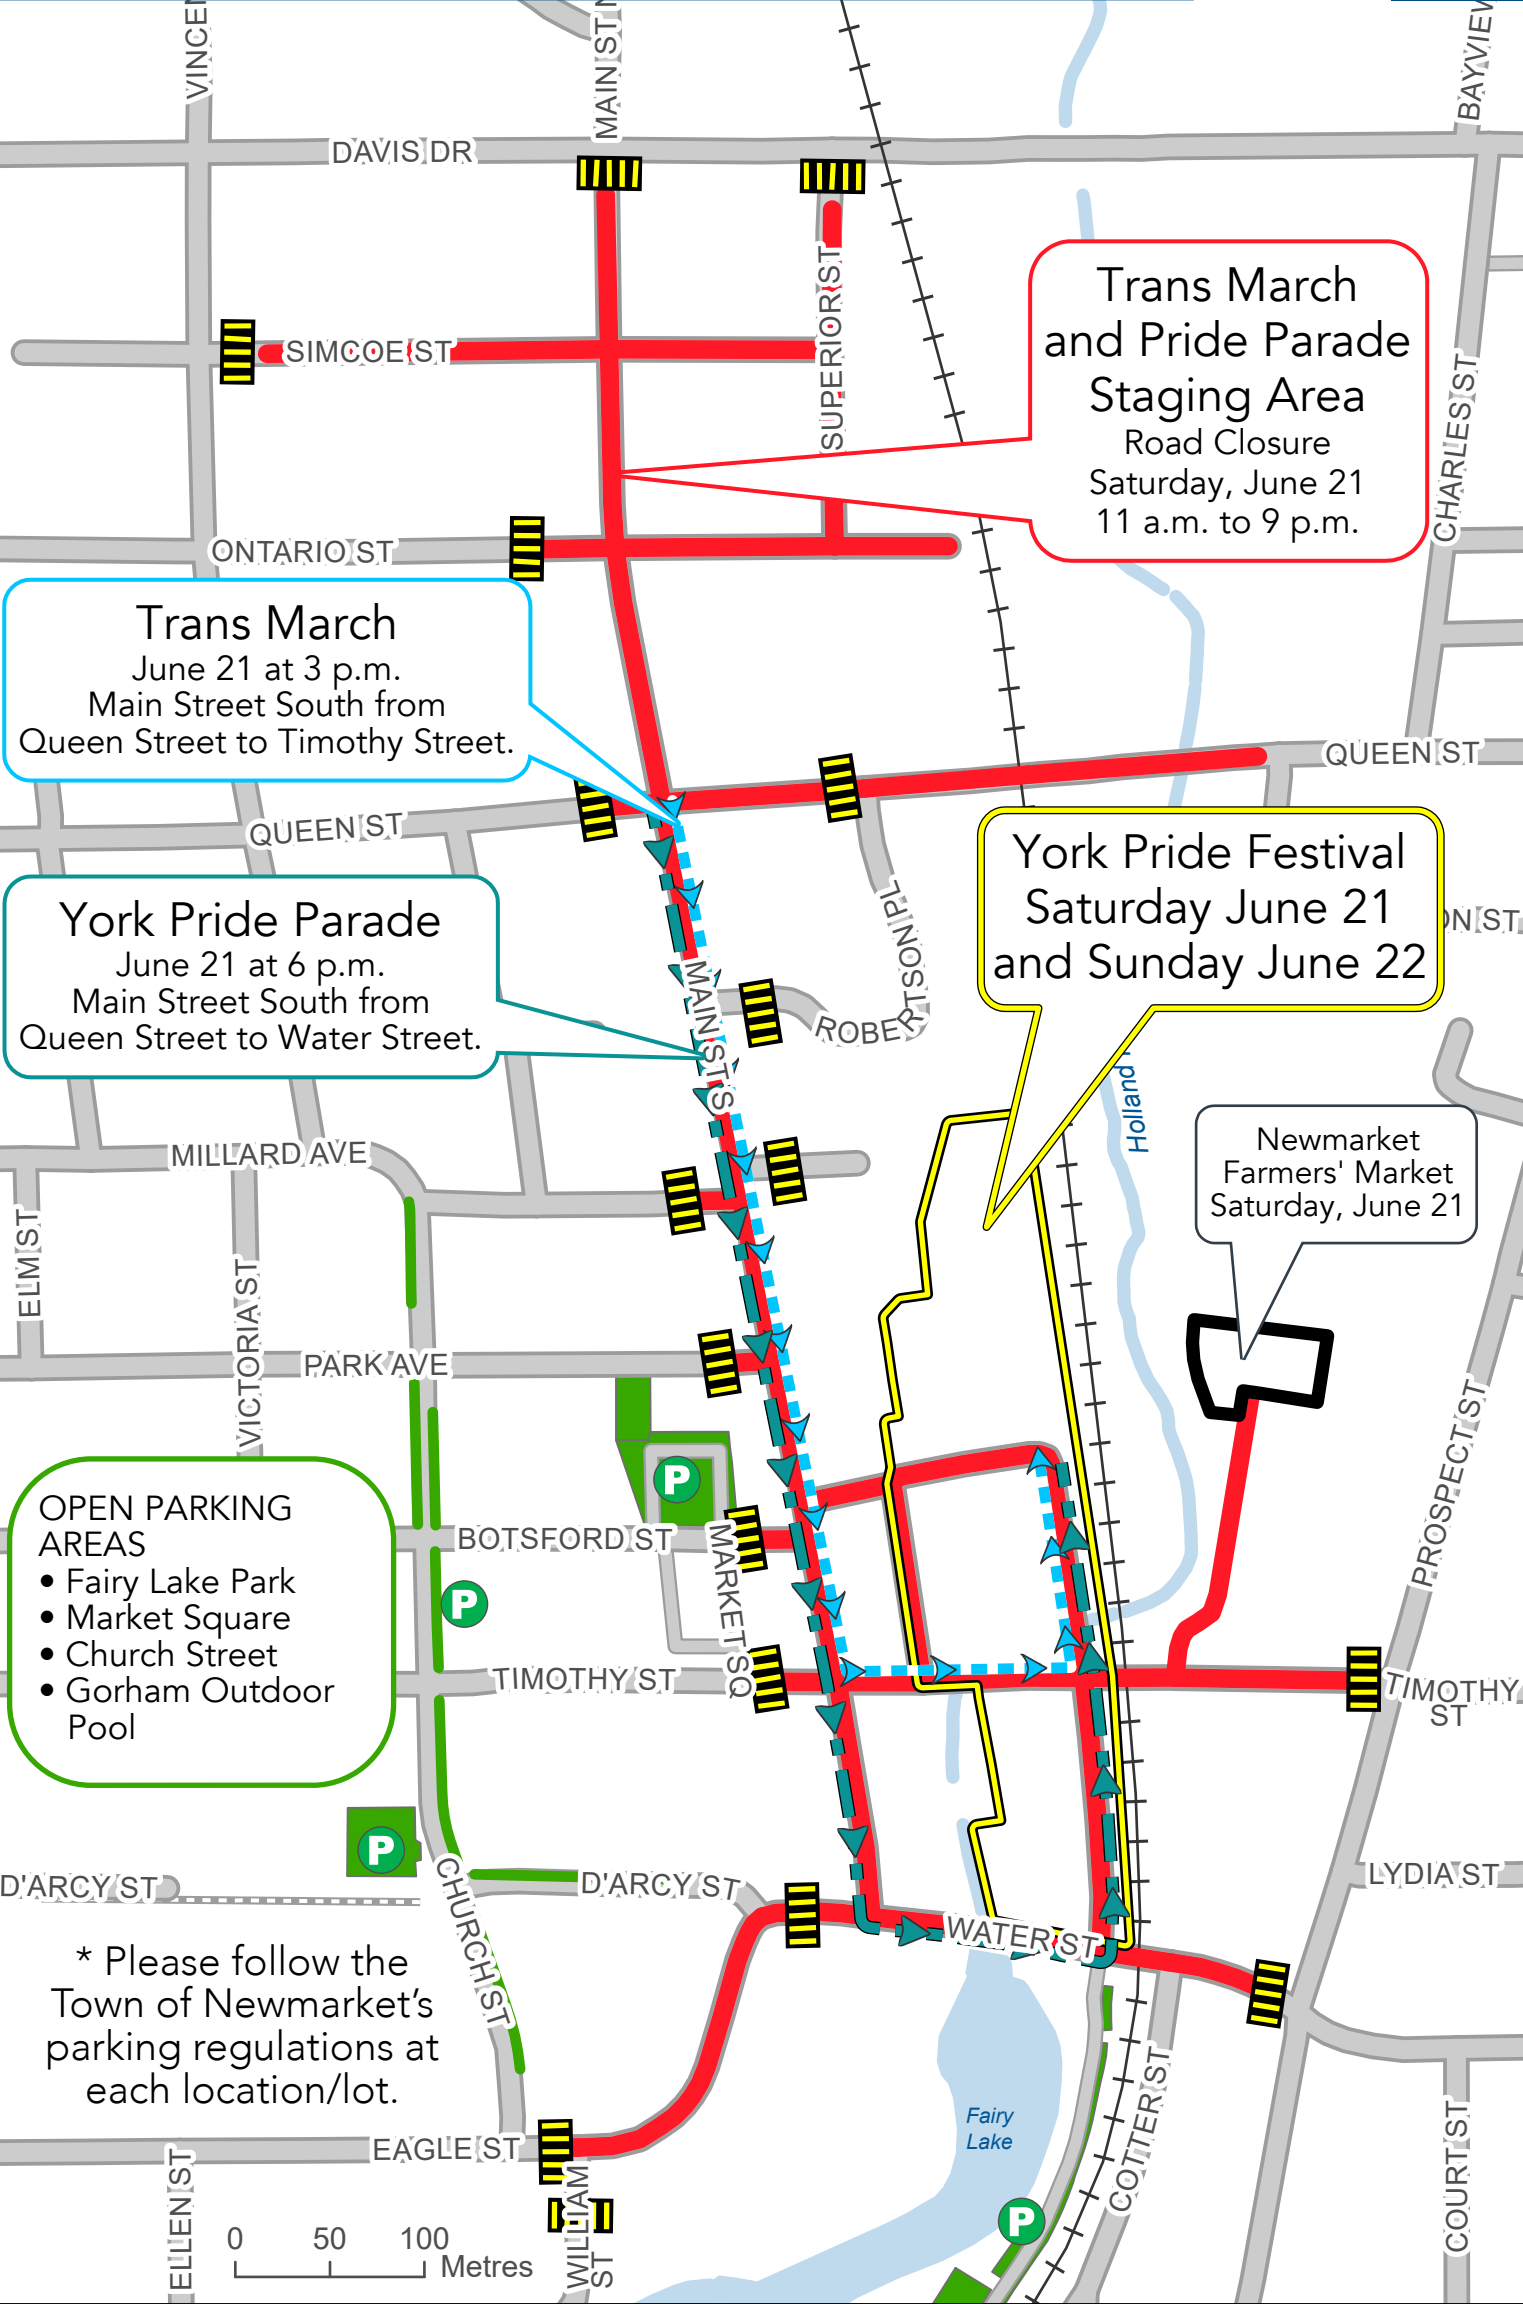 VINCEN
MAIN ST N
BAYVIEW
DAVIS DR
SIMCOE ST
SUPERIOR ST
Trans March
and Pride Parade
Staging Area
Road Closure
Saturday, June 21
11 a.m. to 9 p.m.
CHARLES ST
ONTARIO ST
Trans March
June 21 at 3 p.m.
Main Street South from
Queen Street to Timothy Street.
QUEEN ST
QUEEN ST
York Pride Parade
June 21 at 6 p.m.
Main Street South from
Queen Street to Water Street.
York Pride Festival
Saturday June 21
and Sunday June 22
ON ST
MAIN ST S
ROBERTSON PL
Holland
Newmarket
Farmers' Market
Saturday, June 21
MILLARD AVE
ELM ST
VICTORIA ST
PARK AVE
PROSPECT ST
OPEN PARKING
AREAS
• Fairy Lake Park
• Market Square
• Church Street
• Gorham Outdoor
Pool
P
BOTSFORD ST
MARKET SQ
P
TIMOTHY ST
TIMOTHY
ST
P
D'ARCY ST
D'ARCY ST
CHURCH ST
LYDIA ST
WATER ST
* Please follow the
Town of Newmarket's
parking regulations at
each location/lot.
Fairy
Lake
COTTER ST
COURT ST
EAGLE ST
ELLEN ST
WILLIAM
ST
P
0 50 100
Metres